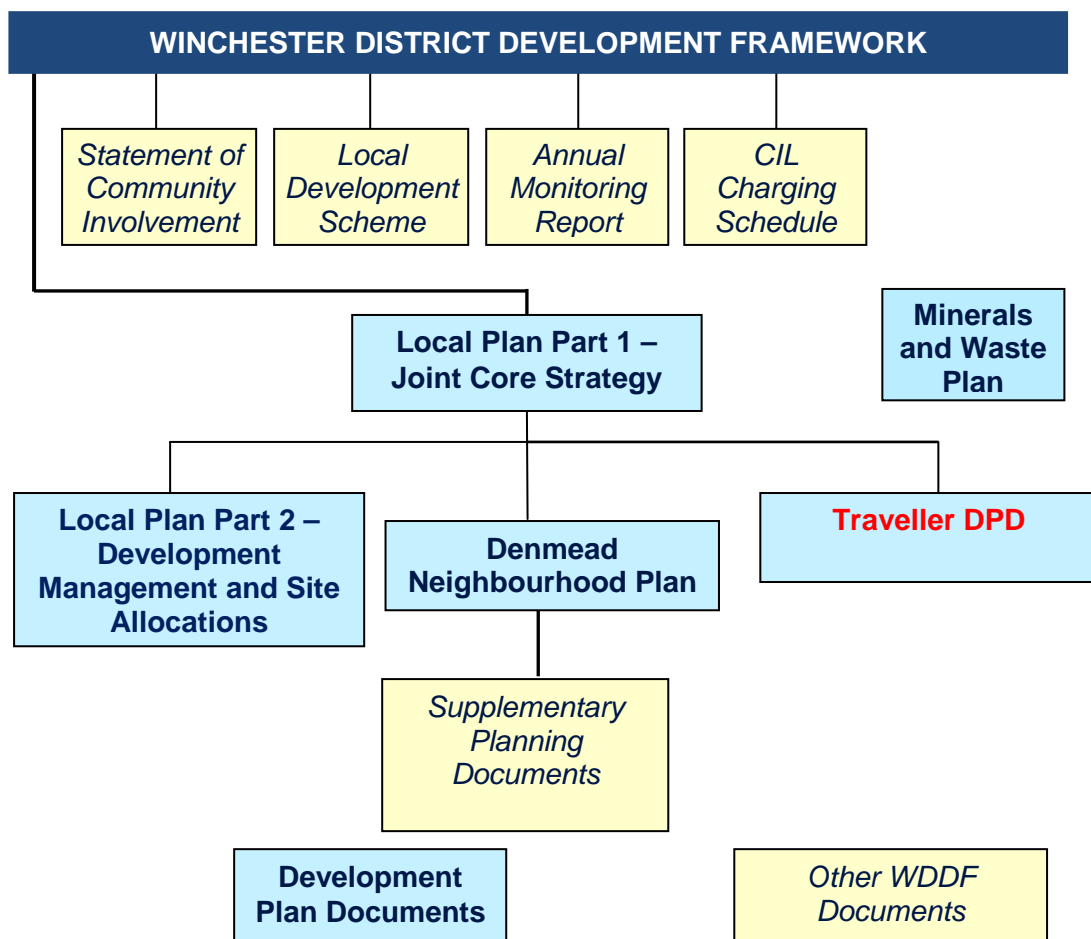 WINCHESTER DISTRICT DEVELOPMENT FRAMEWORK
Statement of
Community
Involvement
Local
Development
Scheme
Annual
Monitoring
Report
CIL
Charging
Schedule
Local Plan Part 1 –
Joint Core Strategy
Minerals
and Waste
Plan
Local Plan Part 2 –
Development
Management and Site
Allocations
Denmead
Neighbourhood Plan
Traveller DPD
Supplementary
Planning
Documents
Development
Plan Documents
Other WDDF
Documents